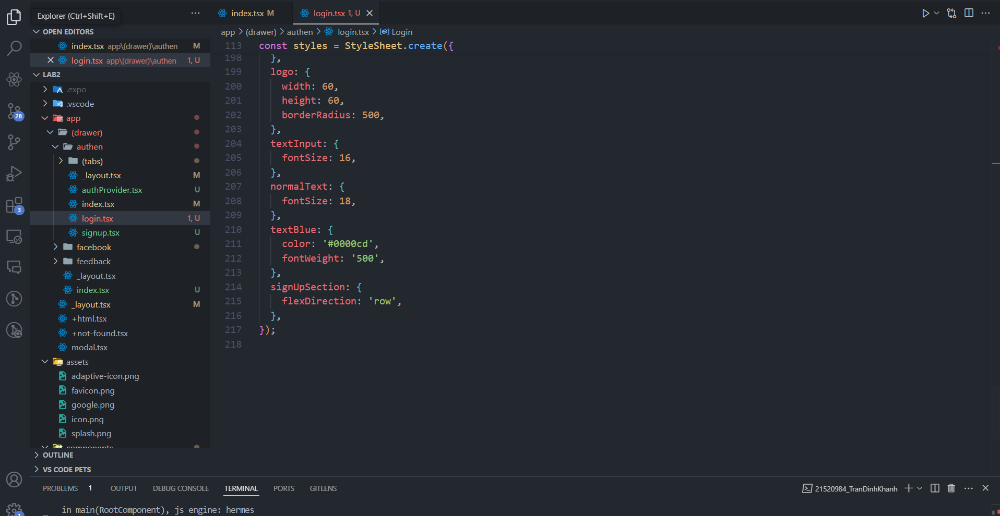 Explorer (Ctrl+Shift+E)
index.tsx M
login.tsx 1, U
OPEN EDITORS
index.tsx app\(drawer)\authen M
login.tsx app\(drawer)\authen 1, U
LAB2
.expo
.vscode
app
(drawer)
authen
(tabs)
_layout.tsx M
authProvider.tsx U
index.tsx M
login.tsx 1, U
signup.tsx U
facebook
feedback
_layout.tsx
index.tsx U
_layout.tsx M
+html.tsx
+not-found.tsx
modal.tsx
assets
adaptive-icon.png
favicon.png
google.png
icon.png
splash.png
components
OUTLINE
VS CODE PETS
28
3
1
app > (drawer) > authen > login.tsx > Login
113 const styles = StyleSheet.create({
198 },
199 logo: {
200 width: 60,
201 height: 60,
202 borderRadius: 500,
203 },
204 textInput: {
205 fontSize: 16,
206 },
207 normalText: {
208 fontSize: 18,
209 },
210 textBlue: {
211 color: '#0000cd',
212 fontWeight: '500',
213 },
214 signUpSection: {
215 flexDirection: 'row',
216 },
217 });
218
PROBLEMS 1 OUTPUT DEBUG CONSOLE TERMINAL PORTS GITLENS
21520984_TranDinhKhanh
in main(RootComponent), js engine: hermes